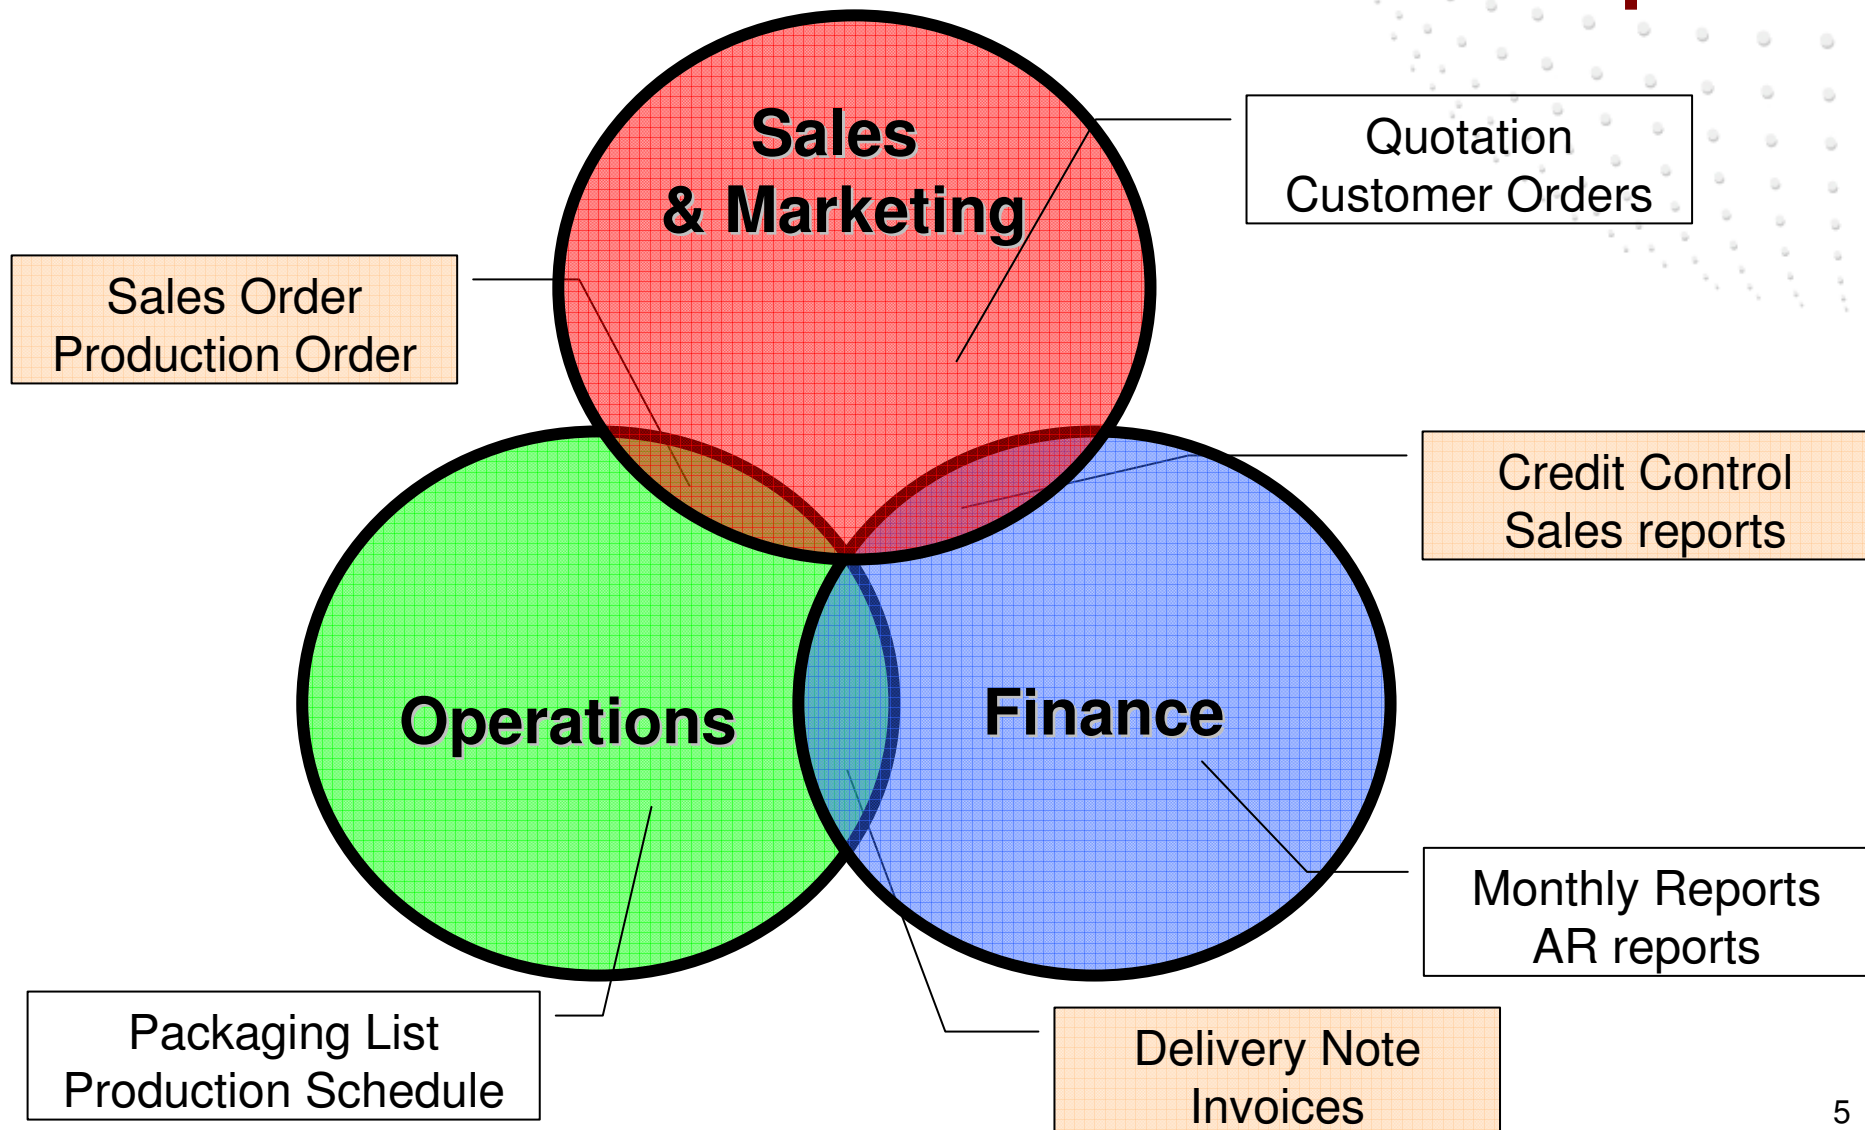 Sales
& Marketing
Quotation
Customer Orders
Sales Order
Production Order
Credit Control
Sales reports
Operations
Finance
Monthly Reports
AR reports
Packaging List
Production Schedule
Delivery Note
Invoices
5